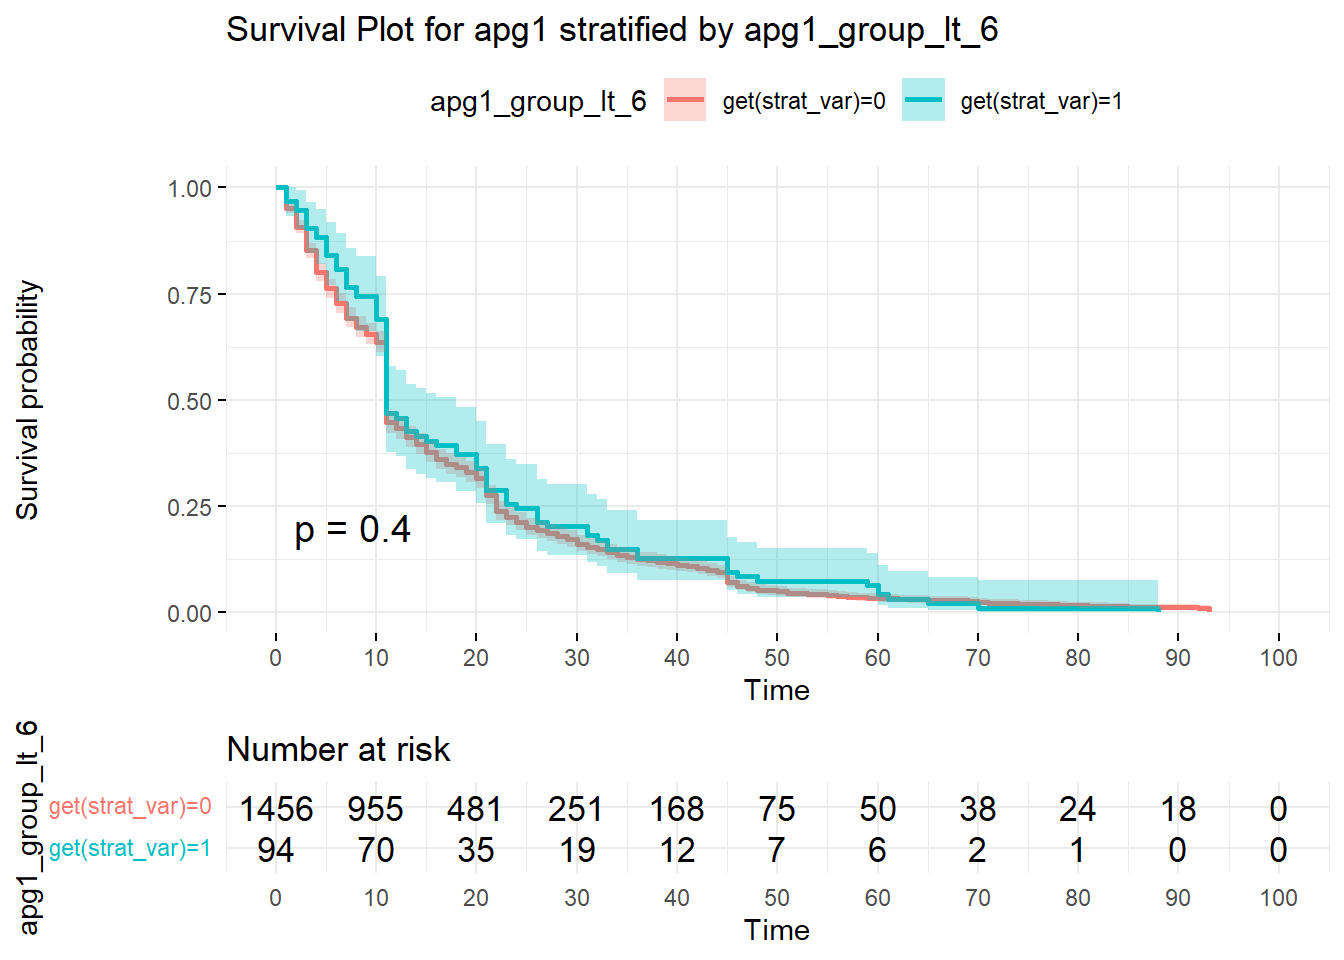 Survival Plot for apg1 stratified by apg1_group_lt_6
apg1_group_lt_6 get(strat_var)=0 get(strat_var)=1
Survival probability
1.00
0.75
0.50
0.25
0.00
p = 0.4
0 10 20 30 40 50 60 70 80 90 100
Time
Number at risk
apg1_group_lt_6
get(strat_var)=0 1456 955 481 251 168 75 50 38 24 18 0
get(strat_var)=1 94 70 35 19 12 7 6 2 1 0 0
0 10 20 30 40 50 60 70 80 90 100
Time